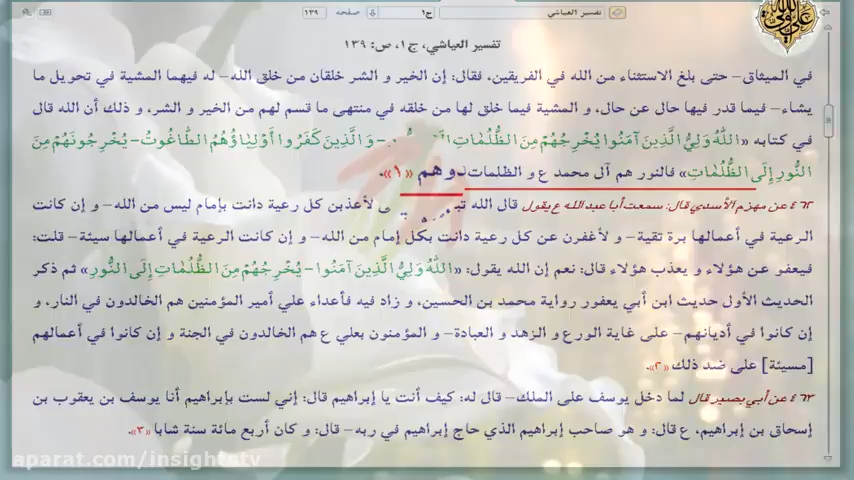 تفسير العياشي ج١ صفحه ١٣٩
تفسير العياشي، ج١، ص: ١٣٩
في الميثاق- حتى بلغ الاستثناء من الله في الفريقين، فقال: إن الخير و الشر خلقان من خلق الله- له فيهما المشية في تحويل ما
يشاء- فيما قدر فيها حال عن حال، و المشية فيما خلق لها من خلقه في منتهى ما قسم لهم من الخير و الشر، و ذلك أن الله قال
في كتابه «اللَّهُ وَلِيُّ الَّذِينَ آمَنُوا يُخْرِجُهُمْ مِنَ الظُّلُماتِ - وَ الَّذِينَ كَفَرُوا أَوْلِياؤُهُمُ الطَّاغُوتُ- يُخْرِجُونَهُمْ مِنَ
النُّورِ إِلَى الظُّلُماتِ» فالنور هم آل محمد ع و الظلمات دوهم «١».
٤٦٢ عن مهزم الأسدي قال: سمعت أبا عبد الله ع يقول قال الله لأعذبن كل رعية دانت بإمام ليس من الله- و إن كانت
الرعية في أعمالها برة تقية- و لأغفرن عن كل رعية دانت بكل إمام من الله- و إن كانت الرعية في أعمالها سيئة- قلت:
فيعفو عن هؤلاء و يعذب هؤلاء قال: نعم إن الله يقول: «اللَّهُ وَلِيُّ الَّذِينَ آمَنُوا- يُخْرِجُهُمْ مِنَ الظُّلُماتِ إِلَى النُّورِ» ثم ذكر
الحديث الأول حديث ابن أبي يعفور رواية محمد بن الحسين، و زاد فيه فأعداء علي أمير المؤمنين هم الخالدون في النار، و
إن كانوا في أديانهم- على غاية الورع و الزهد و العبادة- و المؤمنون بعلي ع هم الخالدون في الجنة و إن كانوا في أعمالهم
[مسيئة] على ضد ذلك «٢».
٤٦٣ عن أبي بصير قال لما دخل يوسف على الملك- قال له: كيف أنت يا إبراهيم قال: إني لست بإبراهيم أنا يوسف بن يعقوب بن
إسحاق بن إبراهيم، ع قال: و هو صاحب إبراهيم الذي حاج إبراهيم في ربه- قال: و كان أربع مائة سنة شابا «٣».
aparat.com/insightstv